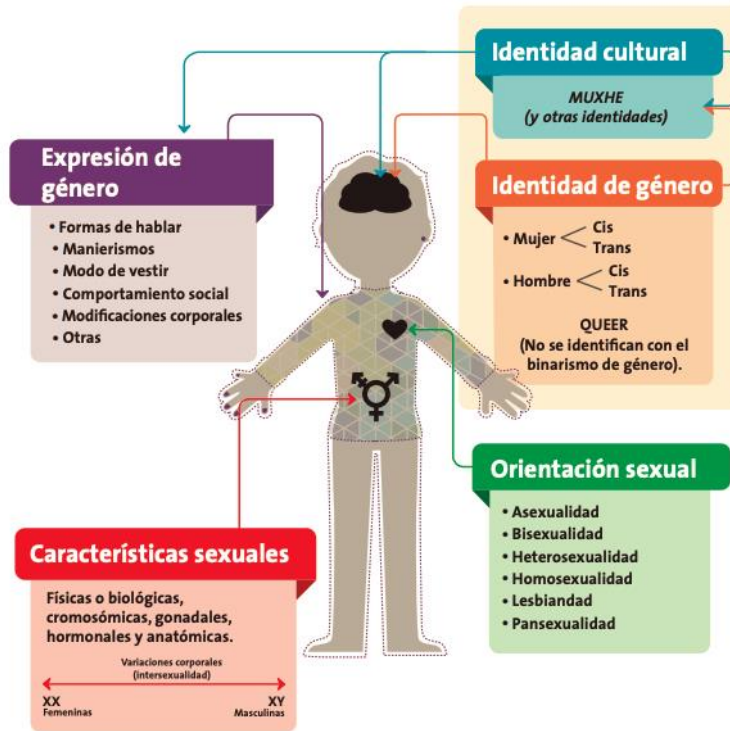 Identidad cultural
MUXHE
(y otras identidades)
Expresión de
género
• Formas de hablar
• Manierismos
• Modo de vestir
• Comportamiento social
• Modificaciones corporales
• Otras
Identidad de género
• Mujer
Cis
Trans
• Hombre
Cis
Trans
QUEER
(No se identifican con el
binarismo de género).
Orientación sexual
• Asexualidad
• Bisexualidad
• Heterosexualidad
• Homosexualidad
• Lesbiandad
• Pansexualidad
Características sexuales
Físicas o biológicas,
cromosómicas, gonadales,
hormonales y anatómicas.
Variaciones corporales
(intersexualidad)
XX
Femeninas
XY
Masculinas